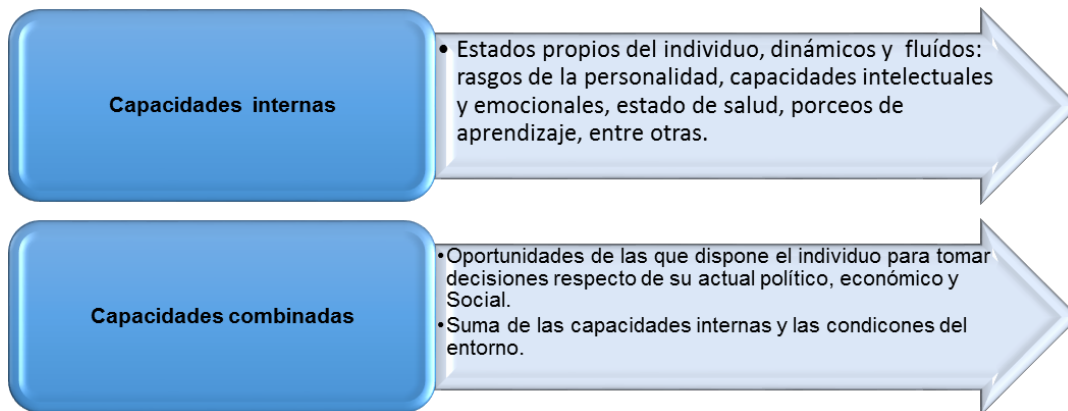 Capacidades internas
• Estados propios del individuo, dinámicos y fluídos:
rasgos de la personalidad, capacidades intelectuales
y emocionales, estado de salud, porceos de
aprendizaje, entre otras.
Capacidades combinadas
•Oportunidades de las que dispone el individuo para tomar
decisiones respecto de su actual político, económico y
Social.
•Suma de las capacidades internas y las condicones del
entorno.